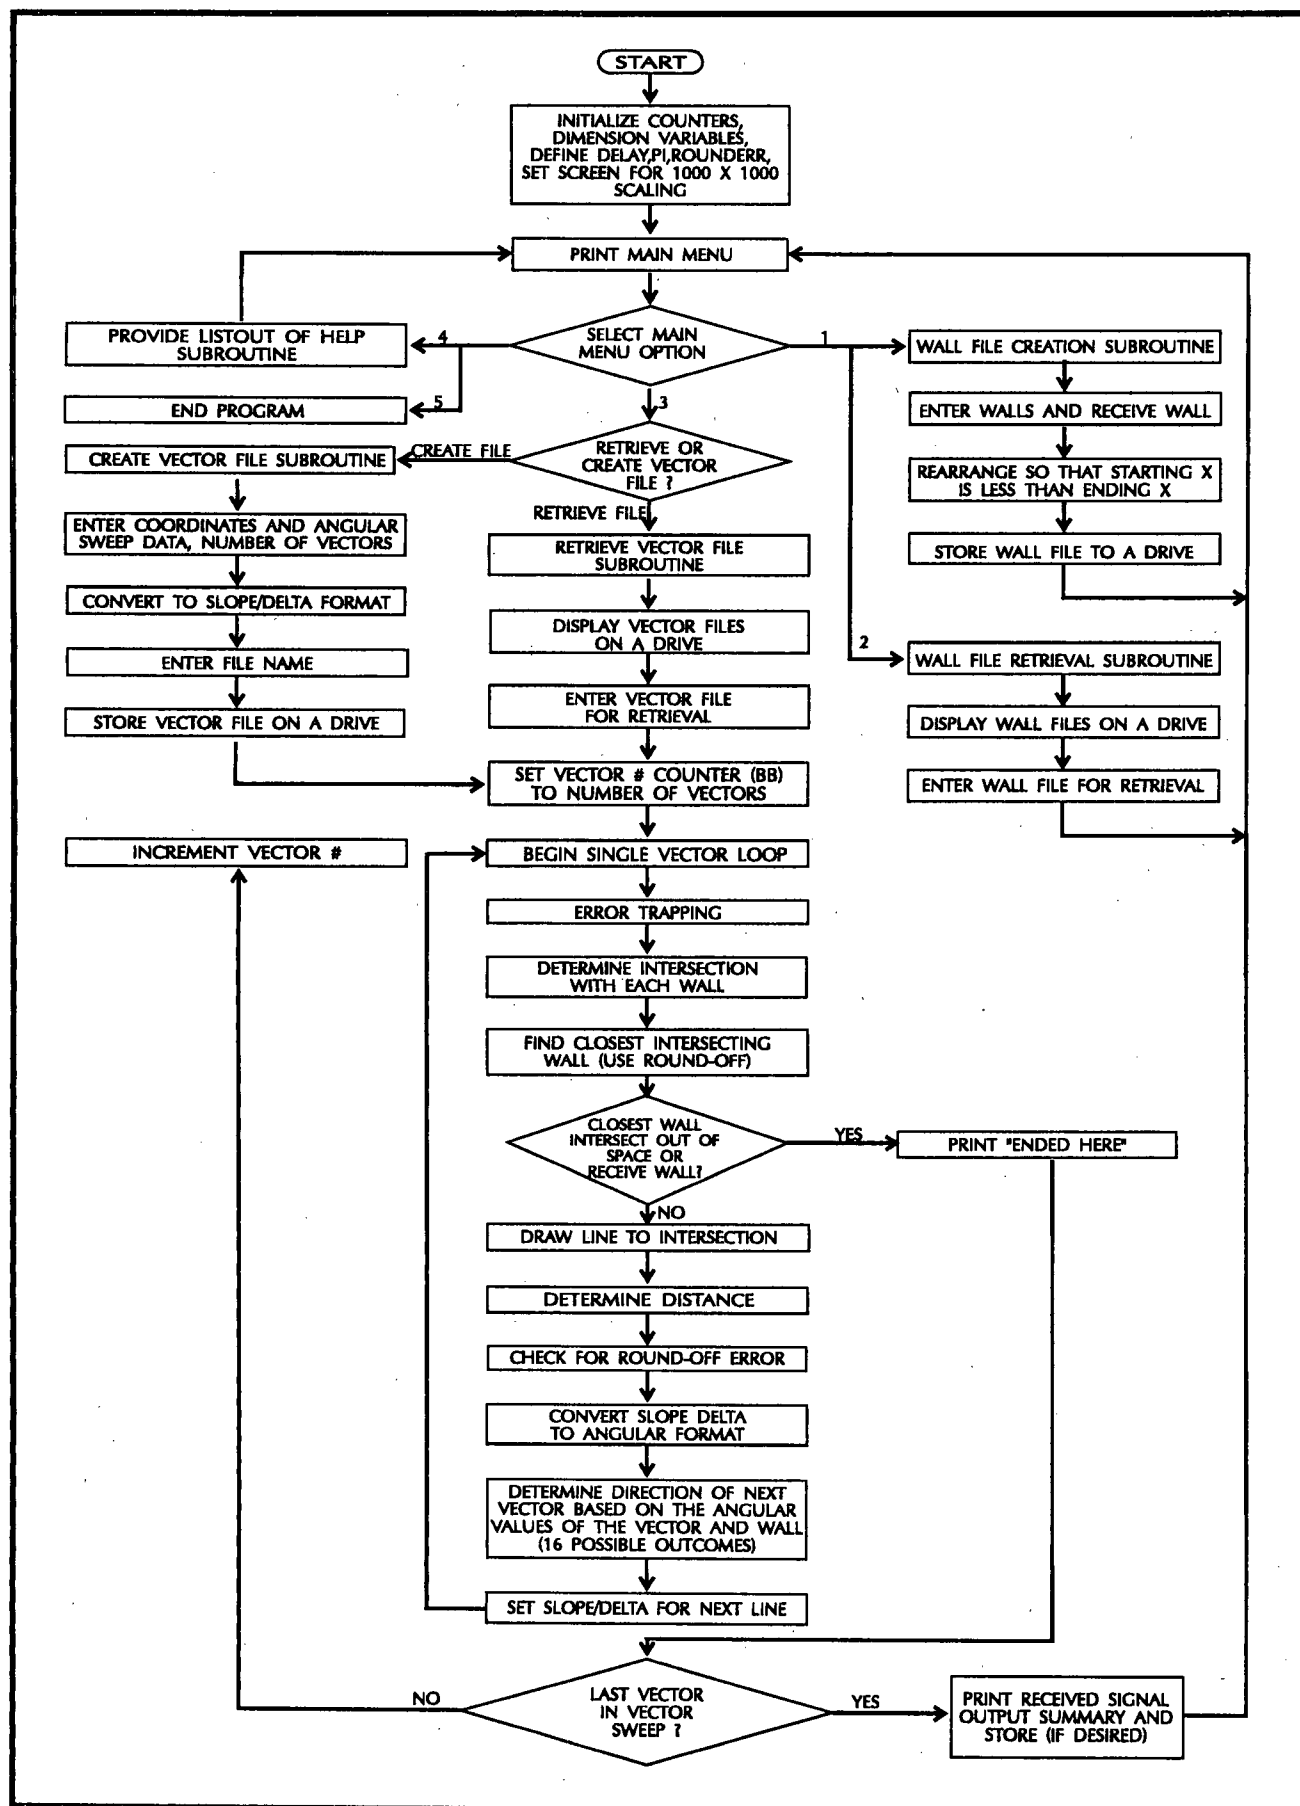 START
INITIALIZE COUNTERS,
DIMENSION VARIABLES,
DEFINE DELAY,PI,ROUNDERR,
SET SCREEN FOR 1000 X 1000
SCALING
PRINT MAIN MENU
SELECT MAIN
MENU OPTION
4
PROVIDE LISTOUT OF HELP
SUBROUTINE
5
END PROGRAM
1
WALL FILE CREATION SUBROUTINE
ENTER WALLS AND RECEIVE WALL
REARRANGE SO THAT STARTING X
IS LESS THAN ENDING X
STORE WALL FILE TO A DRIVE
2
WALL FILE RETRIEVAL SUBROUTINE
DISPLAY WALL FILES ON A DRIVE
ENTER WALL FILE FOR RETRIEVAL
3
RETRIEVE OR
CREATE VECTOR
FILE ?
CREATE FILE
CREATE VECTOR FILE SUBROUTINE
ENTER COORDINATES AND ANGULAR
SWEEP DATA, NUMBER OF VECTORS
CONVERT TO SLOPE/DELTA FORMAT
ENTER FILE NAME
STORE VECTOR FILE ON A DRIVE
RETRIEVE FILE
RETRIEVE VECTOR FILE
SUBROUTINE
DISPLAY VECTOR FILES
ON A DRIVE
ENTER VECTOR FILE
FOR RETRIEVAL
SET VECTOR # COUNTER (BB)
TO NUMBER OF VECTORS
INCREMENT VECTOR #
BEGIN SINGLE VECTOR LOOP
ERROR TRAPPING
DETERMINE INTERSECTION
WITH EACH WALL
FIND CLOSEST INTERSECTING
WALL (USE ROUND-OFF)
CLOSEST WALL
INTERSECT OUT OF
SPACE OR
RECEIVE WALL?
YES
PRINT "ENDED HERE"
NO
DRAW LINE TO INTERSECTION
DETERMINE DISTANCE
CHECK FOR ROUND-OFF ERROR
CONVERT SLOPE DELTA
TO ANGULAR FORMAT
DETERMINE DIRECTION OF NEXT
VECTOR BASED ON THE ANGULAR
VALUES OF THE VECTOR AND WALL
(16 POSSIBLE OUTCOMES)
SET SLOPE/DELTA FOR NEXT LINE
LAST VECTOR
IN VECTOR
SWEEP ?
NO
YES
PRINT RECEIVED SIGNAL
OUTPUT SUMMARY AND
STORE (IF DESIRED)